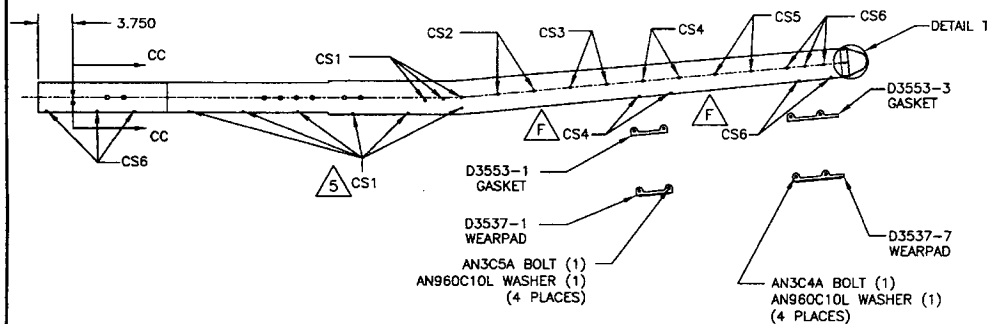 3.750
CC
CC
CS6
CS1
5
CS1
CS2
CS3
CS4
CS5
CS6
DETAIL T
F
CS4
F
CS6
D3553-3
GASKET
D3553-1
GASKET
D3537-1
WEARPAD
AN3C5A BOLT (1)
AN960C10L WASHER (1)
(4 PLACES)
D3537-7
WEARPAD
AN3C4A BOLT (1)
AN960C10L WASHER (1)
(4 PLACES)